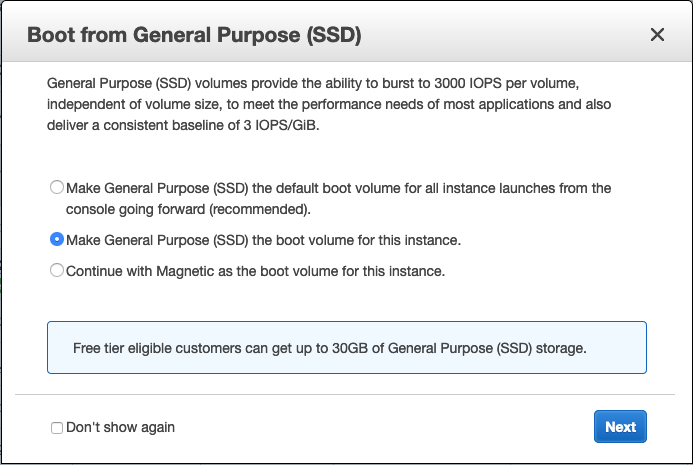 Boot from General Purpose (SSD)
General Purpose (SSD) volumes provide the ability to burst to 3000 IOPS per volume,
independent of volume size, to meet the performance needs of most applications and also
deliver a consistent baseline of 3 IOPS/GiB.
Make General Purpose (SSD) the default boot volume for all instance launches from the
console going forward (recommended).
Make General Purpose (SSD) the boot volume for this instance.
Continue with Magnetic as the boot volume for this instance.
Free tier eligible customers can get up to 30GB of General Purpose (SSD) storage.
Don't show again
Next